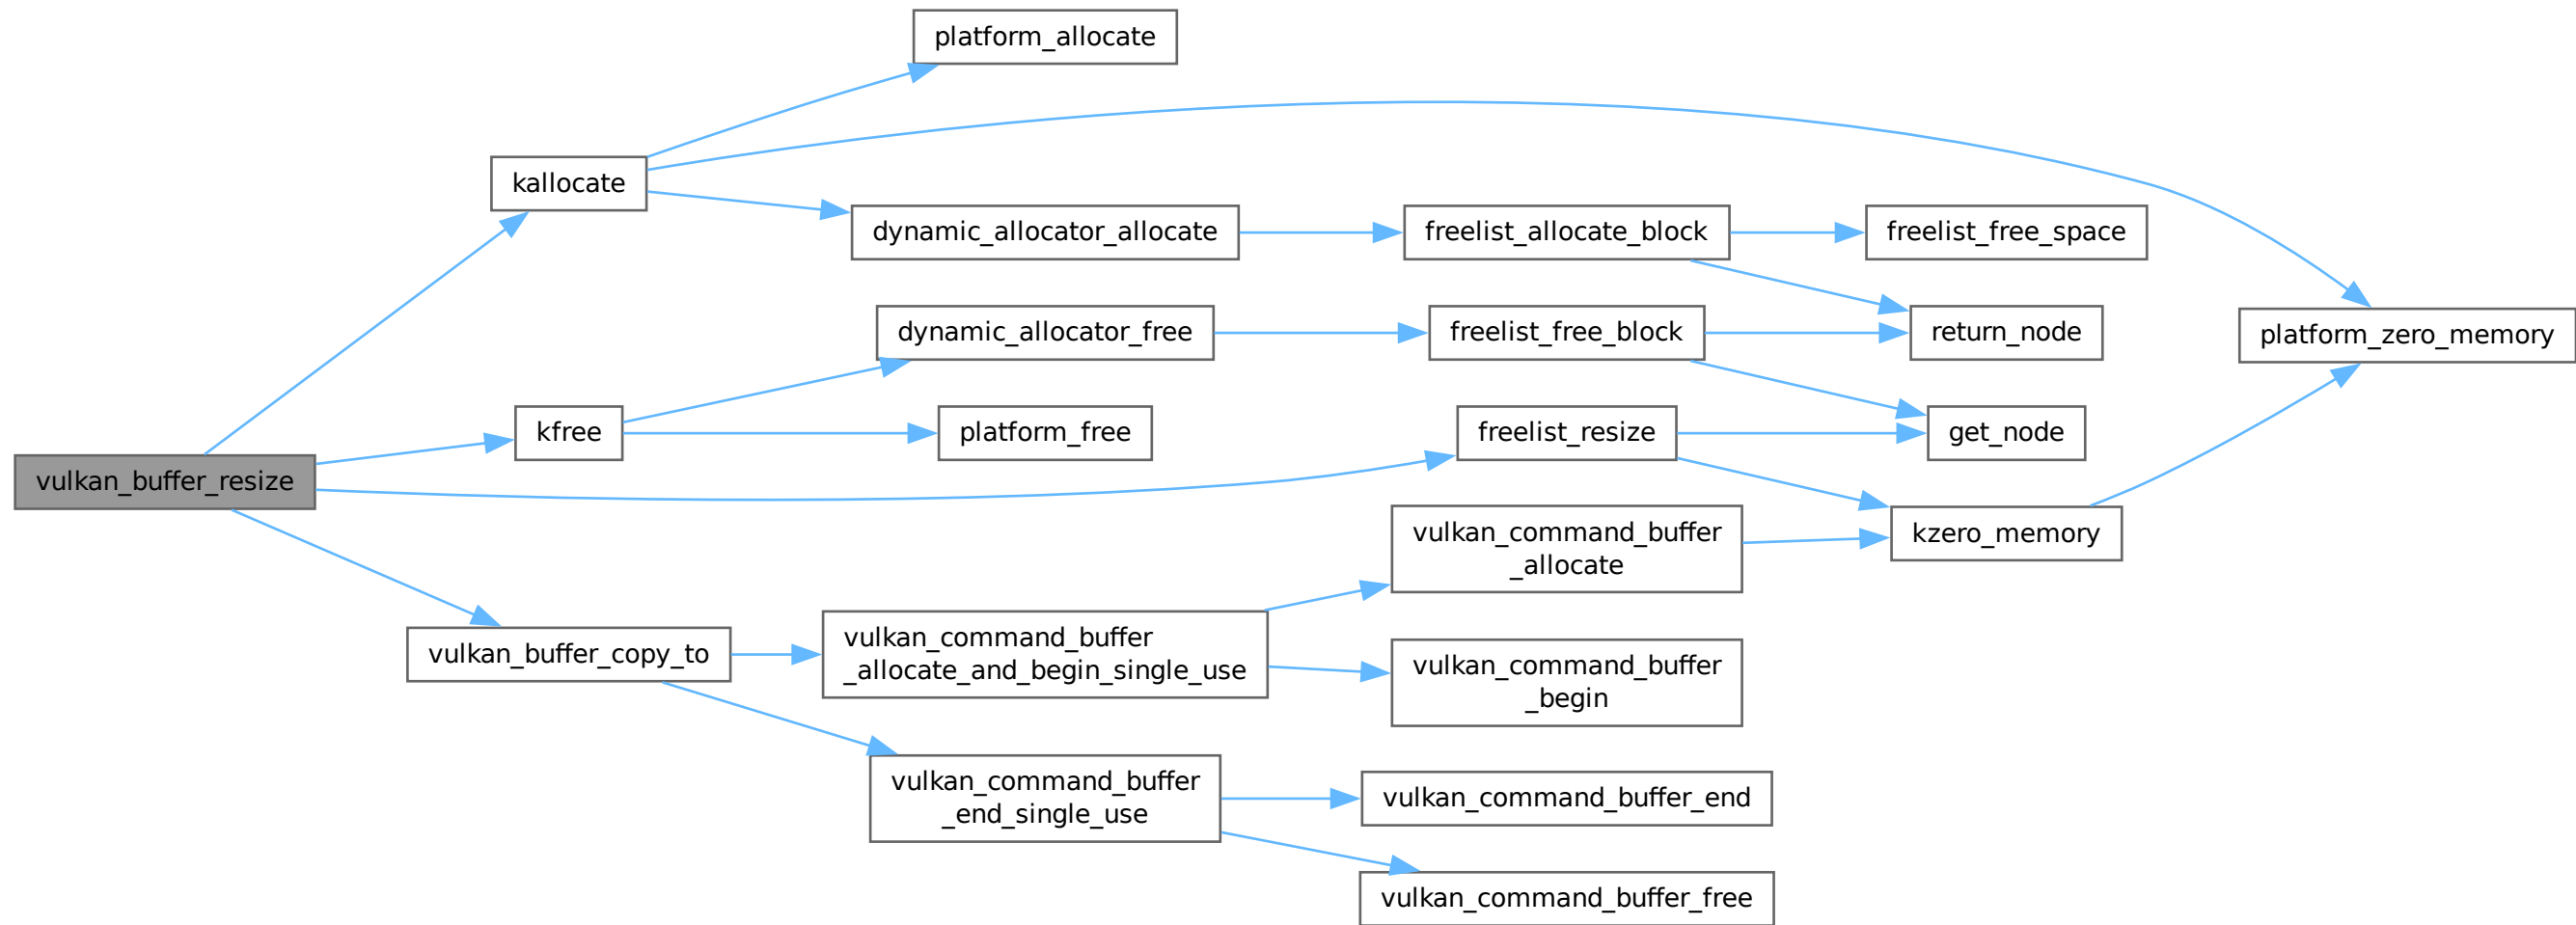 platform_allocate
kallocate
dynamic_allocator_allocate
freelist_allocate_block
freelist_free_space
dynamic_allocator_free
freelist_free_block
return_node
platform_zero_memory
kfree
platform_free
freelist_resize
get_node
vulkan_buffer_resize
kzero_memory
vulkan_command_buffer
_allocate
vulkan_buffer_copy_to
vulkan_command_buffer
_allocate_and_begin_single_use
vulkan_command_buffer
_begin
vulkan_command_buffer
_end_single_use
vulkan_command_buffer_end
vulkan_command_buffer_free